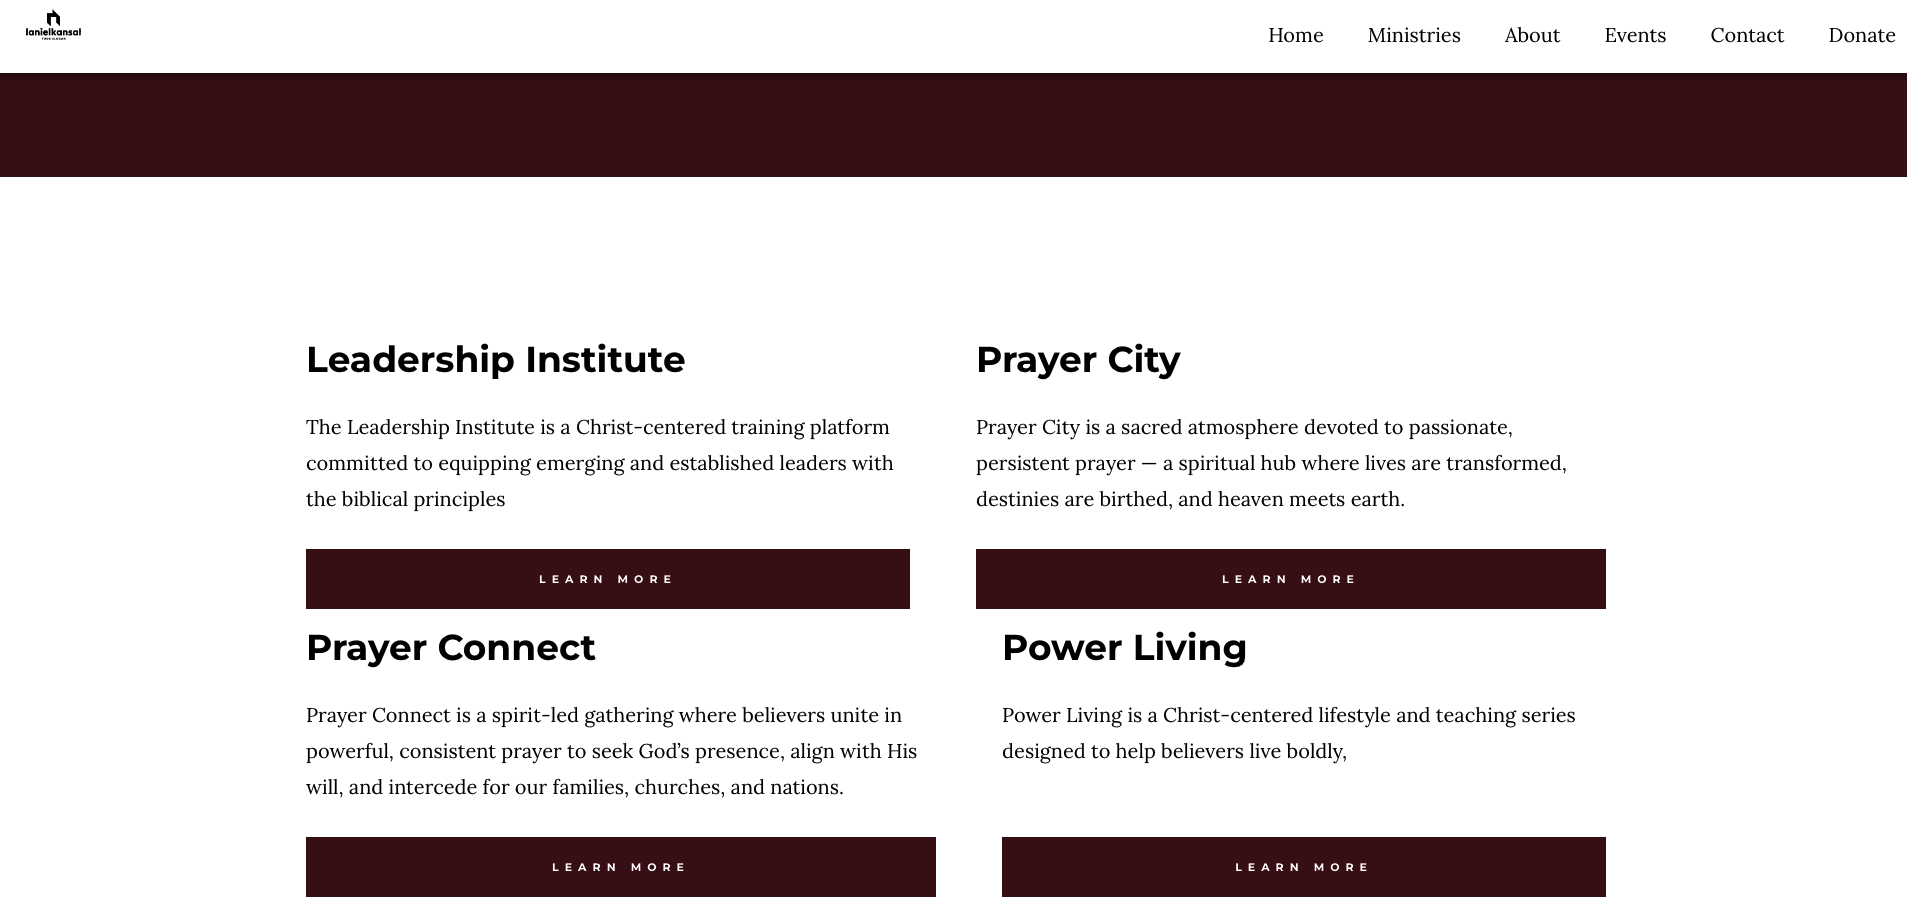 lanielkansal
YOUR SLOGAN
Home Ministries About Events Contact Donate
Leadership Institute
The Leadership Institute is a Christ-centered training platform
committed to equipping emerging and established leaders with
the biblical principles
LEARN MORE
Prayer City
Prayer City is a sacred atmosphere devoted to passionate,
persistent prayer — a spiritual hub where lives are transformed,
destinies are birthed, and heaven meets earth.
LEARN MORE
Prayer Connect
Prayer Connect is a spirit-led gathering where believers unite in
powerful, consistent prayer to seek God’s presence, align with His
will, and intercede for our families, churches, and nations.
LEARN MORE
Power Living
Power Living is a Christ-centered lifestyle and teaching series
designed to help believers live boldly,
LEARN MORE